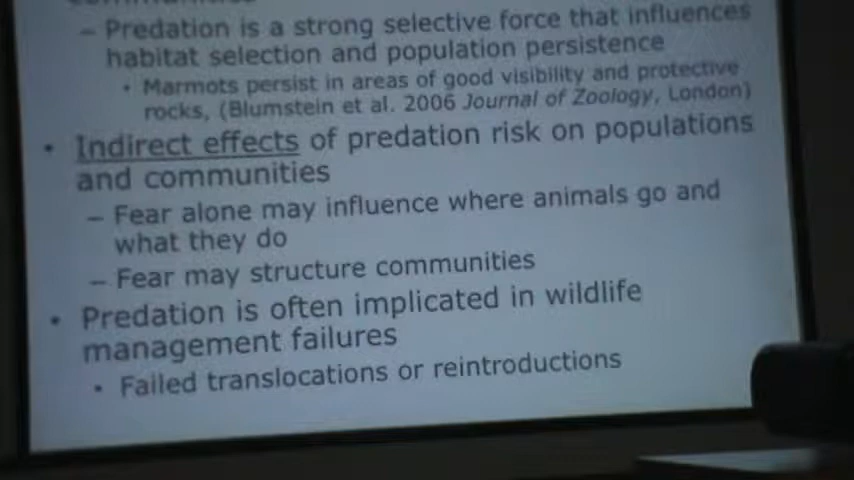 – Predation is a strong selective force that influences
habitat selection and population persistence
• Marmots persist in areas of good visibility and protective
rocks, (Blumstein et al. 2006 Journal of Zoology, London)
• Indirect effects of predation risk on populations
and communities
– Fear alone may influence where animals go and
what they do
– Fear may structure communities
• Predation is often implicated in wildlife
management failures
• Failed translocations or reintroductions